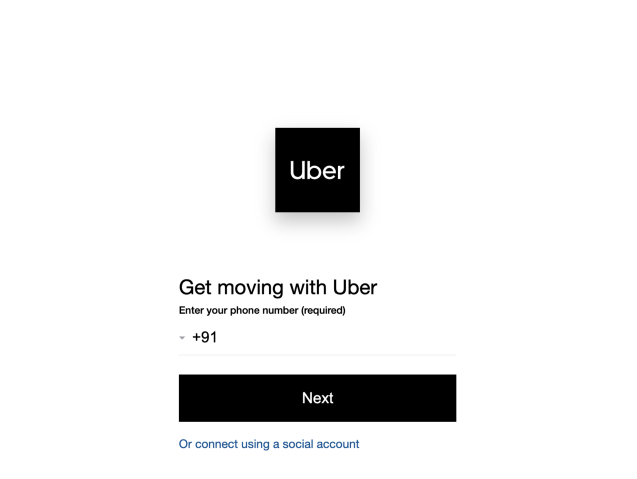 Uber
Get moving with Uber
Enter your phone number (required)
+91
Next
Or connect using a social account